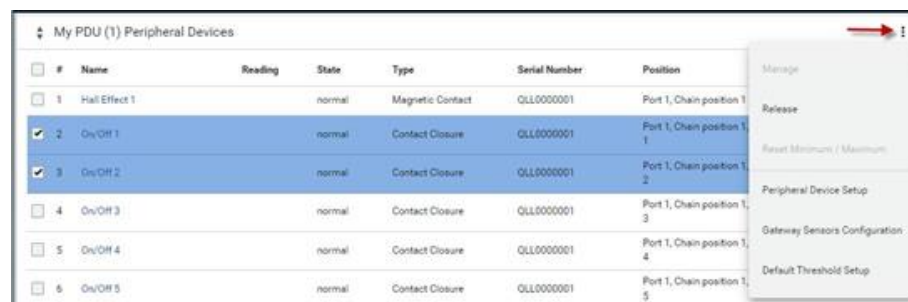 My PDU (1) Peripheral Devices
# Name Reading State Type Serial Number Position
1 Hall Effect 1 normal Magnetic Contact QLL0000001 Port 1, Chain position 1
2 On/Off 1 normal Contact Closure QLL0000001 Port 1, Chain position 1,
1
3 On/Off 2 normal Contact Closure QLL0000001 Port 1, Chain position 1,
2
4 On/Off 3 normal Contact Closure QLL0000001 Port 1, Chain position 1,
3
5 On/Off 4 normal Contact Closure QLL0000001 Port 1, Chain position 1,
4
6 On/Off 5 normal Contact Closure QLL0000001 Port 1, Chain position 1,
5
Manage
Release
Reset Minimum / Maximum
Peripheral Device Setup
Gateway Sensors Configuration
Default Threshold Setup